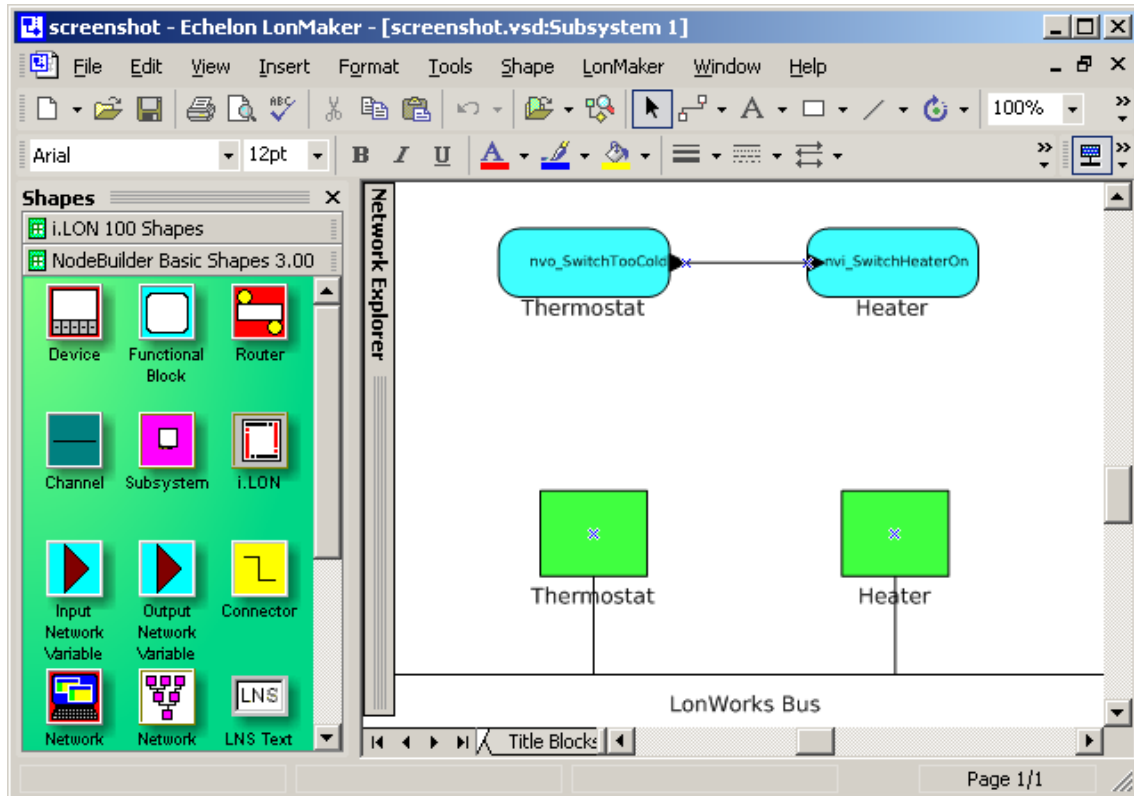 screenshot - Echelon LonMaker - [screenshot.vsd:Subsystem 1]
File Edit View Insert Format Tools Shape LonMaker Window Help
ABC A 100%
Arial 12pt B I U A
Shapes
i.LON 100 Shapes
NodeBuilder Basic Shapes 3.00
Device Functional Block Router
Channel Subsystem i.LON
Input Network Variable Output Network Variable Connector
LNS
Network Network LNS Text
Network Explorer
nvo_SwitchTooCold nvi_SwitchHeaterOn
Thermostat Heater
Thermostat Heater
LonWorks Bus
Title Blocks
Page 1/1